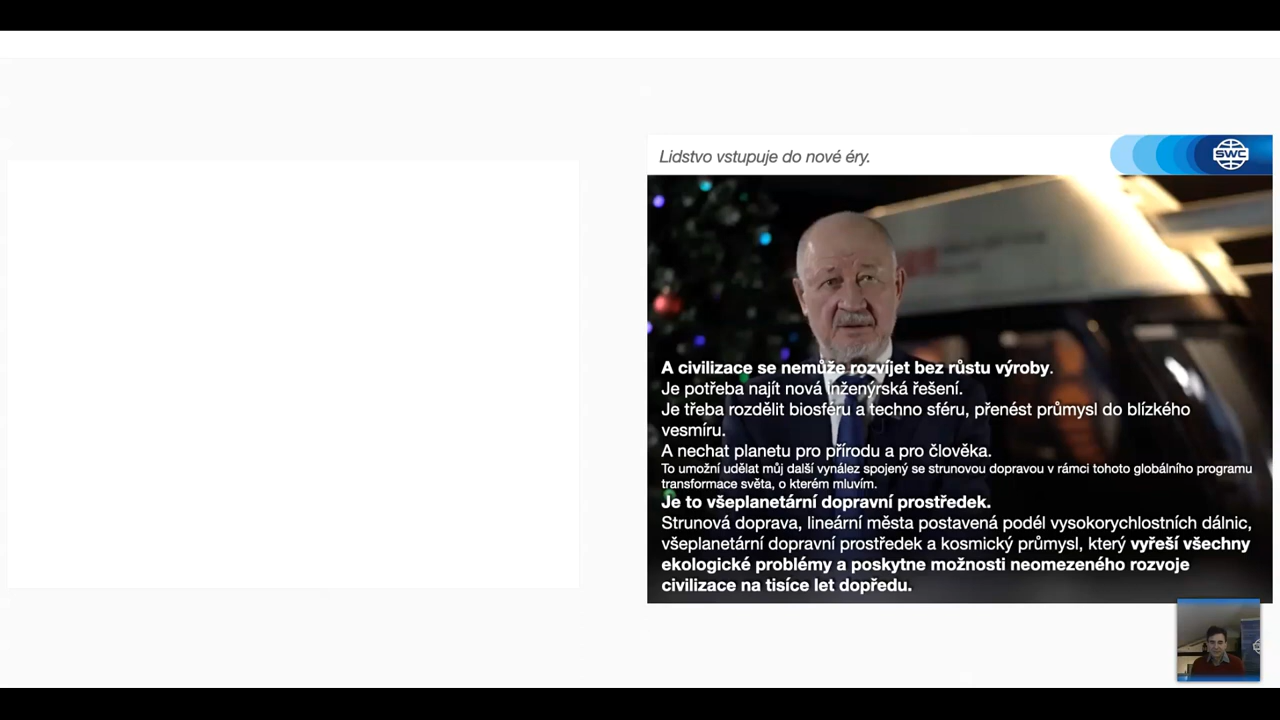 Lidstvo vstupuje do nové éry.
SWC
A civilizace se nemůže rozvíjet bez růstu výroby.
Je potřeba najít nová inženýrská řešení.
Je třeba rozdělit biosféru a techno sféru, přenést průmysl do blízkého
vesmíru.
A nechat planetu pro přírodu a pro člověka.
To umožní udělat můj další vynález spojený se strunovou dopravou v rámci tohoto globálního programu
transformace světa, o kterém mluvím.
Je to všeplanetární dopravní prostředek.
Strunová doprava, lineární města postavená podél vysokorychlostních dálnic,
všeplanetární dopravní prostředek a kosmický průmysl, který vyřeší všechny
ekologické problémy a poskytne možnosti neomezeného rozvoje
civilizace na tisíce let dopředu.